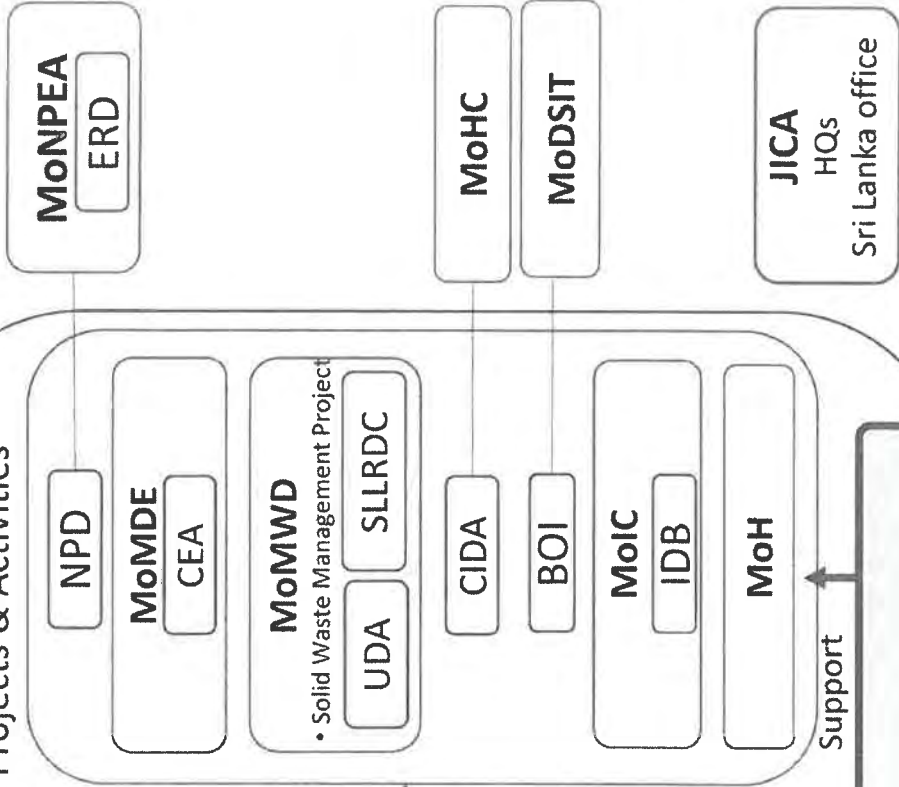 Projects & Activities
NPD
MoNPEA
ERD
MoMDE
CEA
MoMWD
• Solid Waste Management Project
UDA
SLLRDC
CIDA
MoHC
BOI
MoDSIT
MoIC
IDB
MoH
Support
JICA
HQs
Sri Lanka office